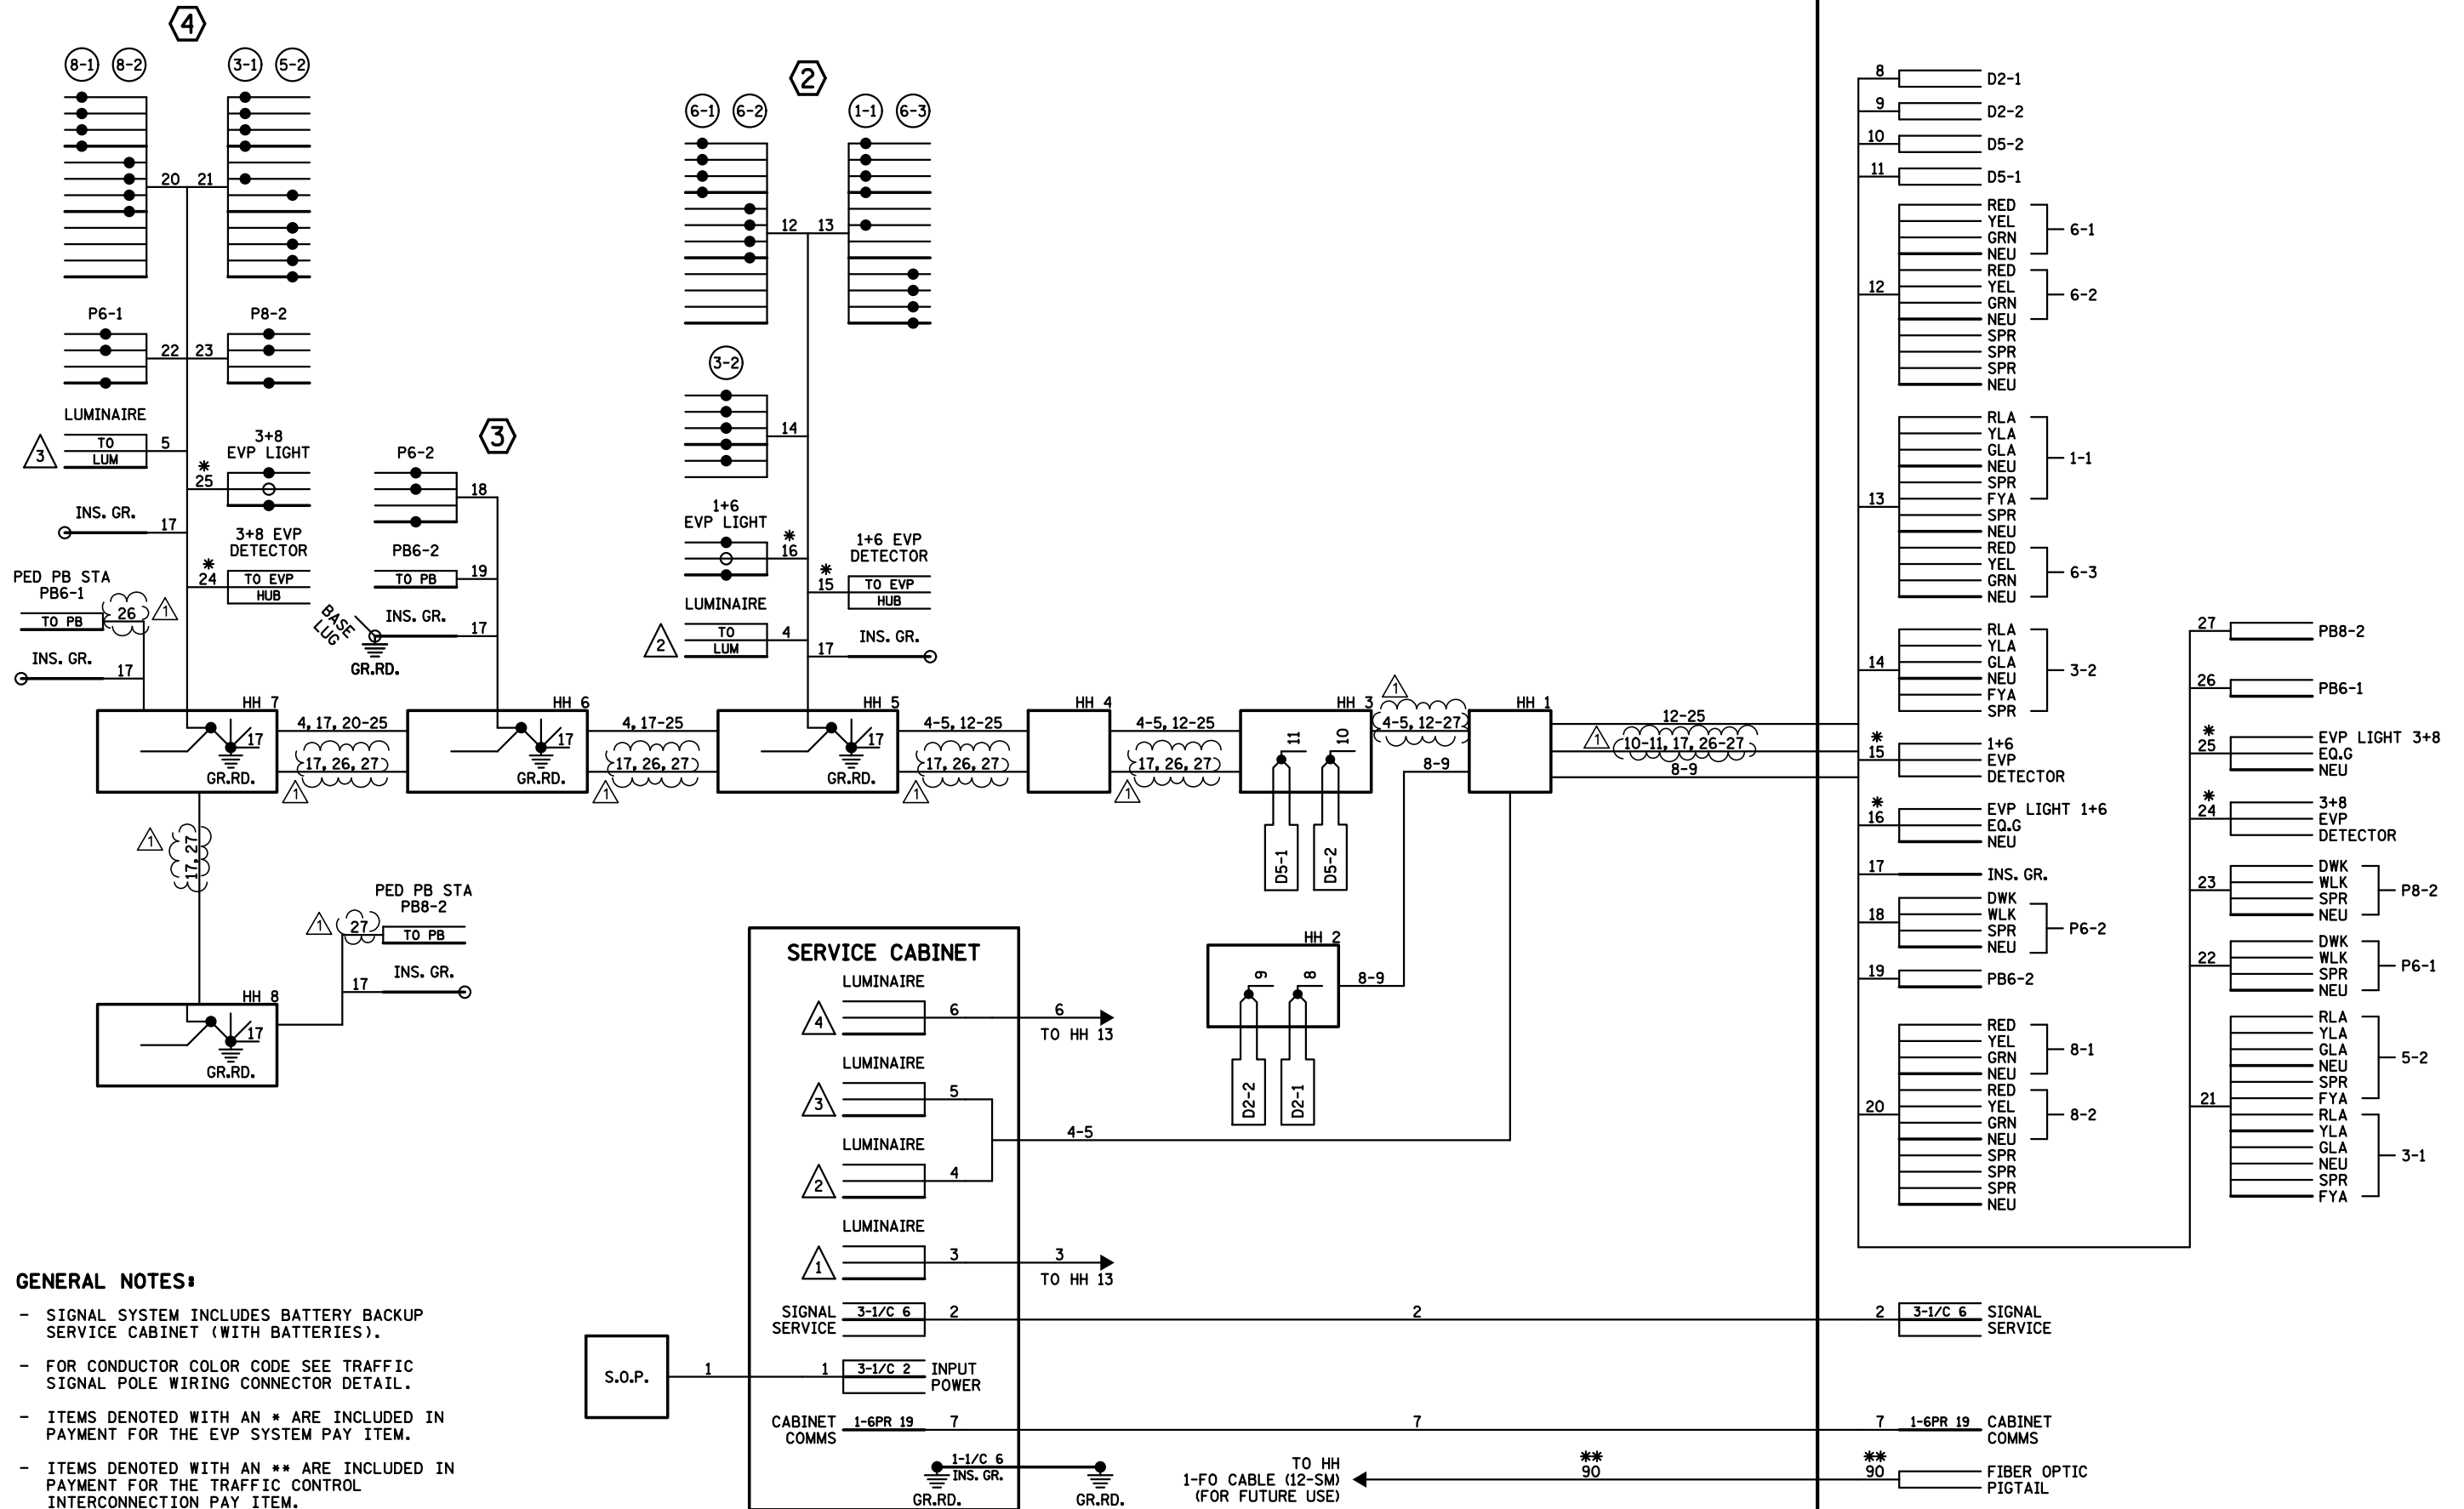 4
8-1 8-2 3-1 5-2
20 21
P6-1 P8-2
22 23
LUMINAIRE
3
TO
LUM
5
3+8
EVP LIGHT
*
25
INS. GR.
17
3+8 EVP
DETECTOR
*
24
TO EVP
HUB
PED PB STA
PB6-1
TO PB
26
1
INS. GR.
17
3
P6-2
18
PB6-2
TO PB
19
BASE
LUG
INS. GR.
17
GR.RD.
2
6-1 6-2 1-1 6-3
12 13
3-2
14
1+6
EVP LIGHT
*
16
1+6 EVP
DETECTOR
*
15
TO EVP
HUB
LUMINAIRE
2
TO
LUM
4
INS. GR.
17
HH 7
17
GR.RD.
4, 17, 20-25
17, 26, 27
1
HH 6
17
GR.RD.
4, 17-25
17, 26, 27
1
HH 5
17
GR.RD.
4-5, 12-25
17, 26, 27
1
HH 4
4-5, 12-25
17, 26, 27
1
HH 3
11
10
D5-1
D5-2
1
4-5, 12-27
8-9
HH 1
12-25
1
10-11, 17, 26-27
8-9
1
17, 27
PED PB STA
PB8-2
1
27
TO PB
INS. GR.
17
HH 8
17
GR.RD.
HH 2
9
8
8-9
D2-2
D2-1
SERVICE CABINET
LUMINAIRE
4
6
6
TO HH 13
LUMINAIRE
3
5
LUMINAIRE
2
4
4-5
LUMINAIRE
1
3
3
TO HH 13
SIGNAL
SERVICE
3-1/C 6
2
2
S.O.P.
1
1
3-1/C 2
INPUT
POWER
CABINET
COMMS
1-6PR 19
7
7
1-1/C 6
INS. GR.
GR.RD.
GR.RD.
TO HH
1-FO CABLE (12-SM)
(FOR FUTURE USE)
**
90
GENERAL NOTES:
- SIGNAL SYSTEM INCLUDES BATTERY BACKUP
SERVICE CABINET (WITH BATTERIES).
- FOR CONDUCTOR COLOR CODE SEE TRAFFIC
SIGNAL POLE WIRING CONNECTOR DETAIL.
- ITEMS DENOTED WITH AN * ARE INCLUDED IN
PAYMENT FOR THE EVP SYSTEM PAY ITEM.
- ITEMS DENOTED WITH AN ** ARE INCLUDED IN
PAYMENT FOR THE TRAFFIC CONTROL
INTERCONNECTION PAY ITEM.
8 D2-1
9 D2-2
10 D5-2
11 D5-1
12
RED
YEL
GRN
NEU
6-1
RED
YEL
GRN
NEU
6-2
SPR
SPR
SPR
NEU
13
RLA
YLA
GLA
NEU
SPR
FYA
1-1
SPR
NEU
RED
YEL
GRN
NEU
6-3
14
RLA
YLA
GLA
NEU
FYA
SPR
3-2
*
15
1+6
EVP
DETECTOR
*
16
EVP LIGHT 1+6
EQ.G
NEU
17 INS. GR.
18
DWK
WLK
SPR
NEU
P6-2
19 PB6-2
20
RED
YEL
GRN
NEU
8-1
RED
YEL
GRN
NEU
8-2
SPR
SPR
SPR
NEU
27 PB8-2
26 PB6-1
*
25
EVP LIGHT 3+8
EQ.G
NEU
*
24
3+8
EVP
DETECTOR
23
DWK
WLK
SPR
NEU
P8-2
22
DWK
WLK
SPR
NEU
P6-1
21
RLA
YLA
GLA
NEU
SPR
FYA
5-2
RLA
YLA
GLA
NEU
SPR
FYA
3-1
2
3-1/C 6
SIGNAL
SERVICE
7
1-6PR 19
CABINET
COMMS
**
90
FIBER OPTIC
PIGTAIL